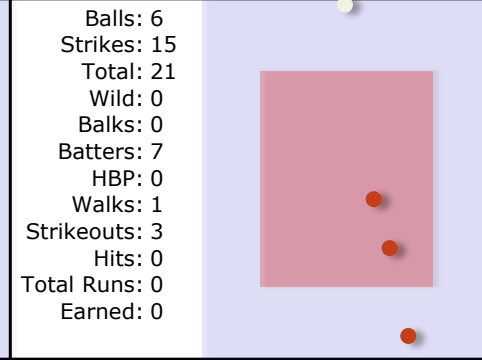 Balls: 6
Strikes: 15
Total: 21
Wild: 0
Balks: 0
Batters: 7
HBP: 0
Walks: 1
Strikeouts: 3
Hits: 0
Total Runs: 0
Earned: 0